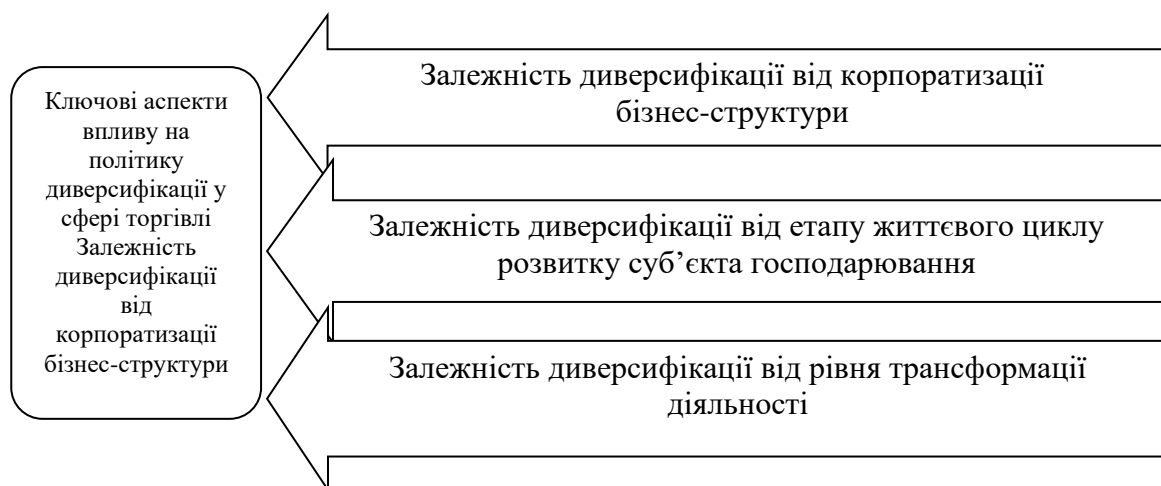 Ключові аспекти
впливу на
політику
диверсифікації у
сфері торгівлі
Залежність
диверсифікації
від
корпоратизації
бізнес-структури
Залежність диверсифікації від корпоратизації
бізнес-структури
Залежність диверсифікації від етапу життєвого циклу
розвитку суб’єкта господарювання
Залежність диверсифікації від рівня трансформації
діяльності